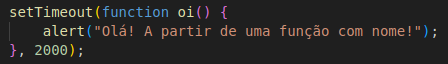 setTimeout(function oi() {
    alert("Olá! A partir de uma função com nome!");
}, 2000);